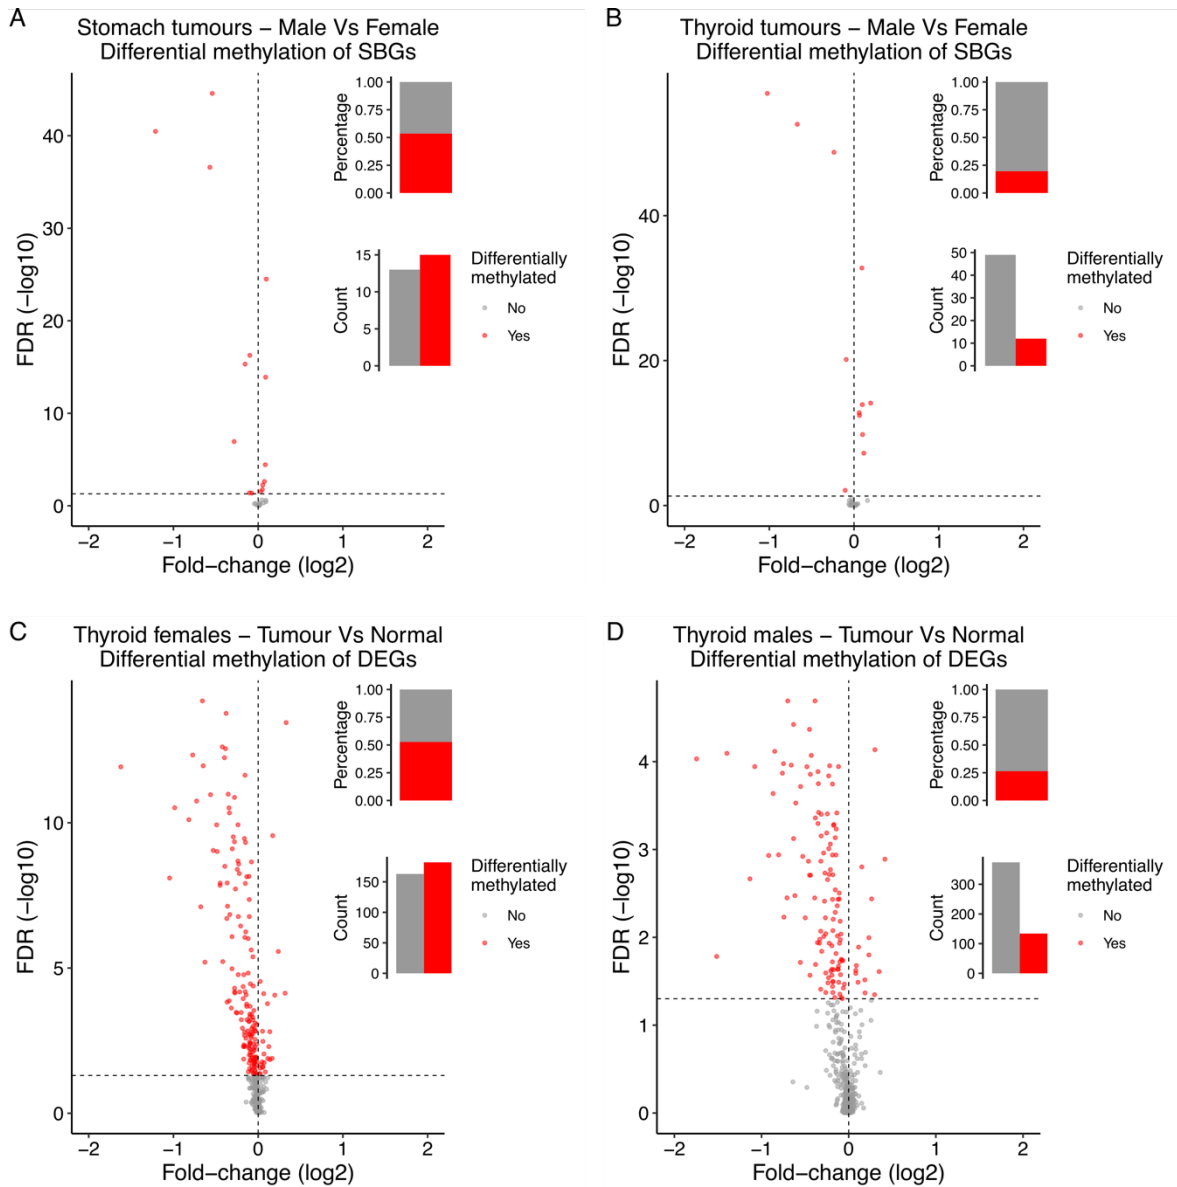 A
Stomach tumours − Male Vs Female
Differential methylation of SBGs
FDR (−log10)
40
30
20
10
0
−2
−1
0
1
2
Fold−change (log2)
Percentage
1.00
0.75
0.50
0.25
0.00
Count
15
10
5
0
Differentially
methylated
No
Yes
B
Thyroid tumours − Male Vs Female
Differential methylation of SBGs
FDR (−log10)
40
20
0
−2
−1
0
1
2
Fold−change (log2)
Percentage
1.00
0.75
0.50
0.25
0.00
Count
50
40
30
20
10
0
Differentially
methylated
No
Yes
C
Thyroid females − Tumour Vs Normal
Differential methylation of DEGs
FDR (−log10)
10
5
0
−2
−1
0
1
2
Fold−change (log2)
Percentage
1.00
0.75
0.50
0.25
0.00
Count
150
100
50
0
Differentially
methylated
No
Yes
D
Thyroid males − Tumour Vs Normal
Differential methylation of DEGs
FDR (−log10)
4
3
2
1
0
−2
−1
0
1
2
Fold−change (log2)
Percentage
1.00
0.75
0.50
0.25
0.00
Count
300
200
100
0
Differentially
methylated
No
Yes